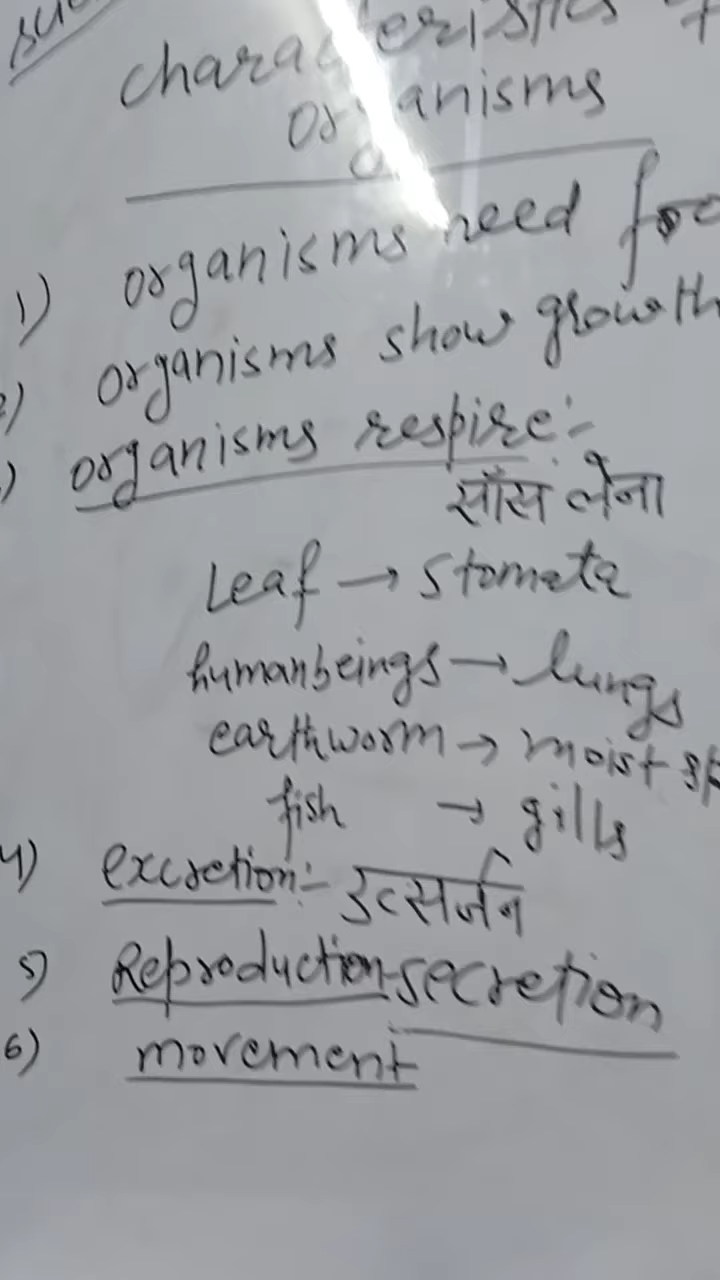 characteristics
organisms
1) organisms need
2) organisms show growth
) organisms respire:-
साँस लेना
Leaf → stomata
humanbeings → lungs
earthworm → moist
fish → gills
4) excretion:- उत्सर्जन
5) Reproduction-secretion
6) movement